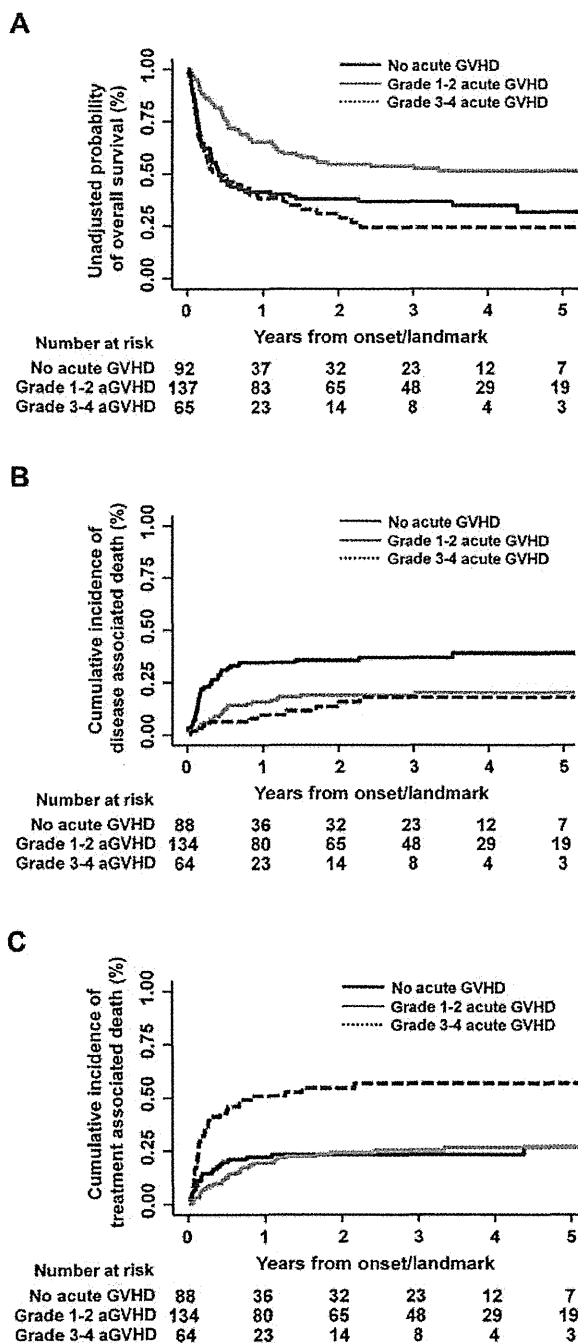 A
No acute GVHD
Grade 1-2 acute GVHD
Grade 3-4 acute GVHD
Unadjusted probability
of overall survival (%)
1.00
0.75
0.50
0.25
0.00
0 1 2 3 4 5
Number at risk
Years from onset/landmark
No acute GVHD 92 37 32 23 12 7
Grade 1-2 aGVHD 137 83 65 48 29 19
Grade 3-4 aGVHD 65 23 14 8 4 3
B
No acute GVHD
Grade 1-2 acute GVHD
Grade 3-4 acute GVHD
Cumulative incidence of
disease associated death (%)
1.00
0.75
0.50
0.25
0.00
0 1 2 3 4 5
Number at risk
Years from onset/landmark
No acute GVHD 88 36 32 23 12 7
Grade 1-2 aGVHD 134 80 65 48 29 19
Grade 3-4 aGVHD 64 23 14 8 4 3
C
No acute GVHD
Grade 1-2 acute GVHD
Grade 3-4 acute GVHD
Cumulative incidence of
treatment associated death (%)
1.00
0.75
0.50
0.25
0.00
0 1 2 3 4 5
Number at risk
Years from onset/landmark
No acute GVHD 88 36 32 23 12 7
Grade 1-2 aGVHD 134 80 65 48 29 19
Grade 3-4 aGVHD 64 23 14 8 4 3